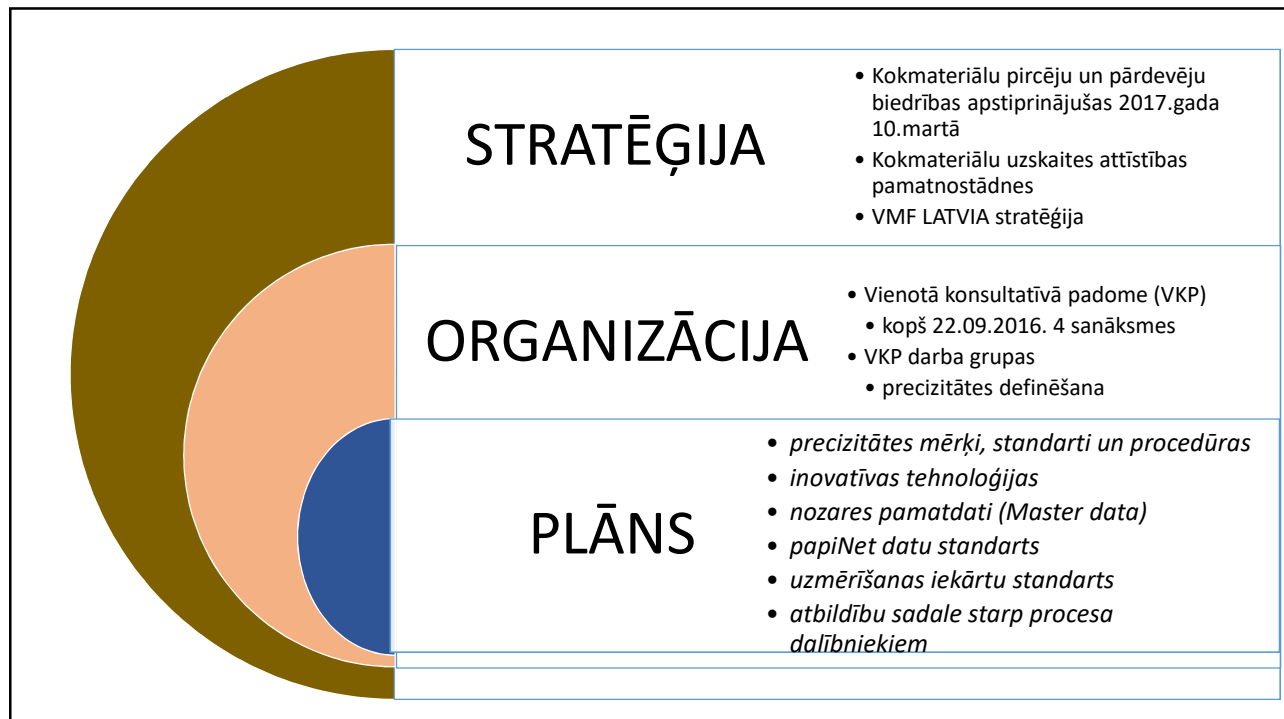 STRATĒĢIJA
• Kokmateriālu pircēju un pārdevēju
biedrības apstiprinājušas 2017.gada
10.martā
• Kokmateriālu uzskaites attīstības
pamatnostādnes
• VMF LATVIA stratēģija
ORGANIZĀCIJA
• Vienotā konsultatīvā padome (VKP)
• kopš 22.09.2016. 4 sanāksmes
• VKP darba grupas
• precizitātes definēšana
PLĀNS
• precizitātes mērķi, standarti un procedūras
• inovatīvas tehnoloģijas
• nozares pamatdati (Master data)
• papiNet datu standarts
• uzmērīšanas iekārtu standarts
• atbildību sadale starp procesa
dalībniekiem